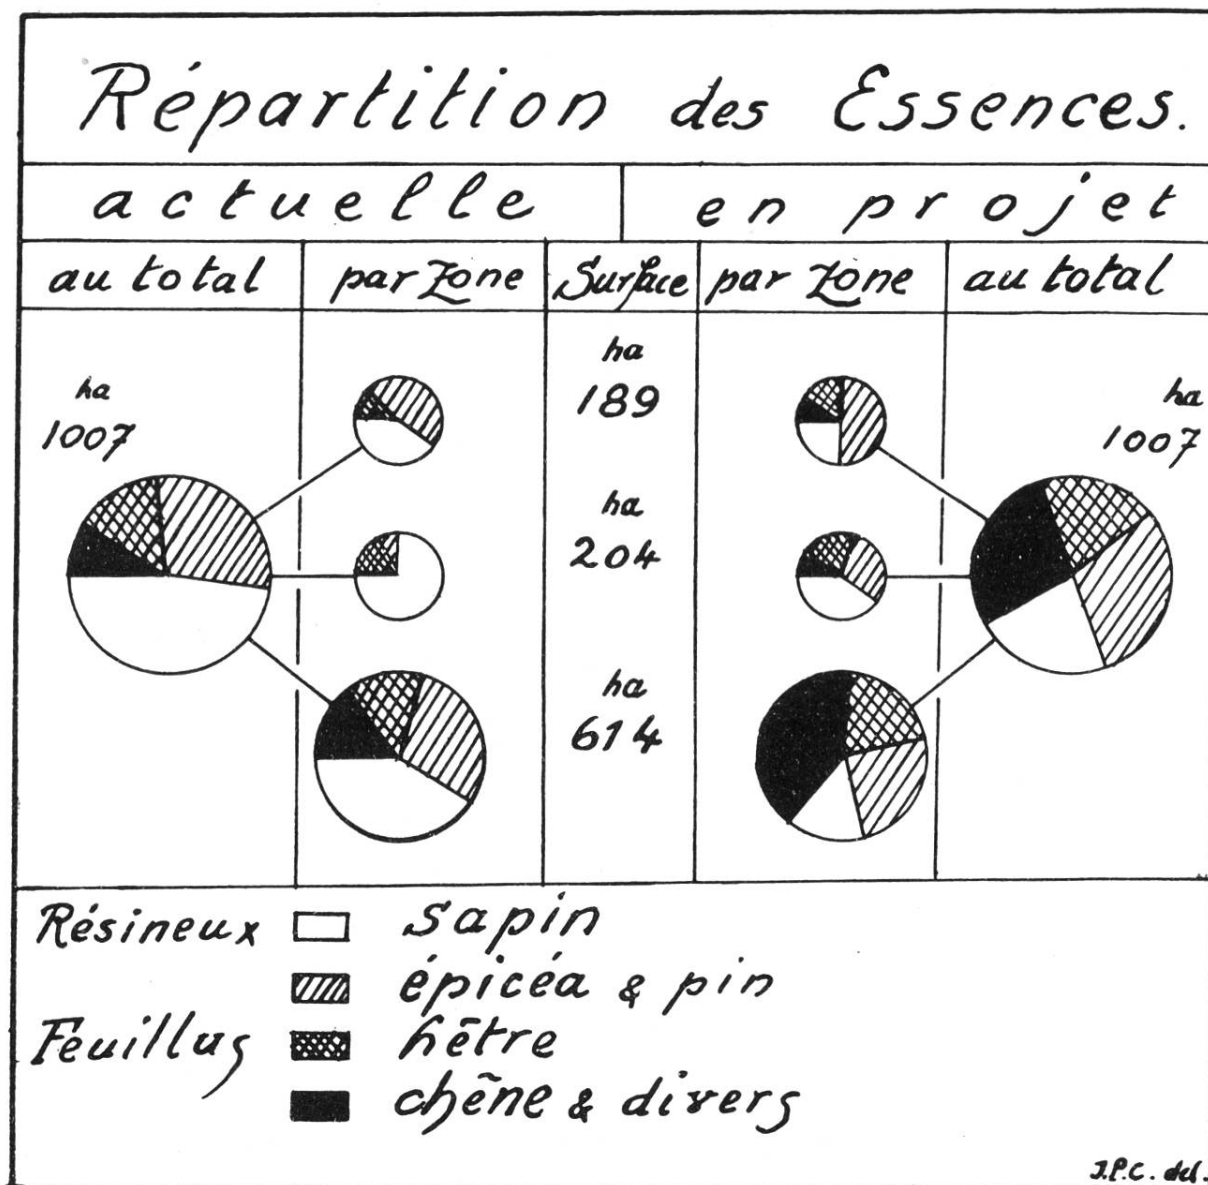 Répartition des Essences.
actuelle en projet
au total par Zone Surface par Zone au total
ha
189
ha
1007
ha
1007
ha
204
ha
614
Résineux sapin
épicéa & pin
Feuillus hêtre
chêne & divers
J.P.C. del.